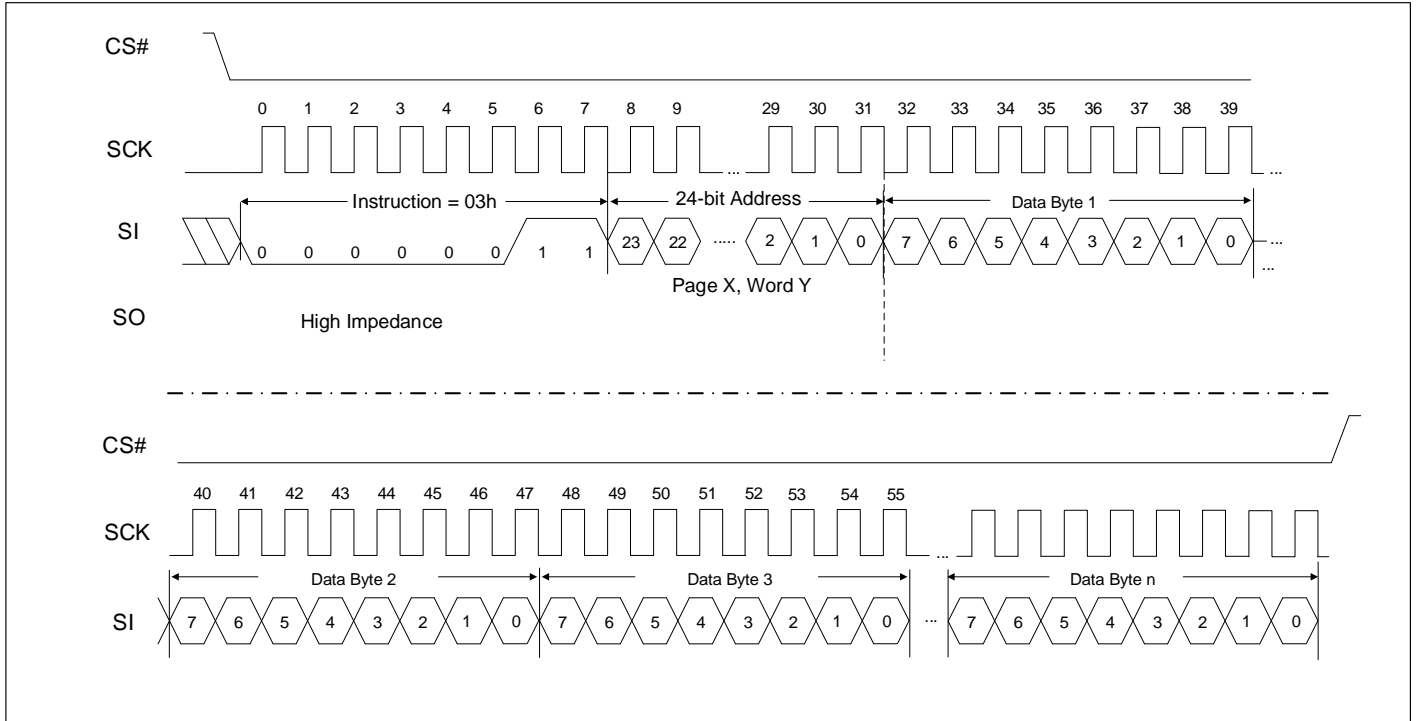 CS#
0 1 2 3 4 5 6 7 8 9 29 30 31 32 33 34 35 36 37 38 39
SCK
... ...
Instruction = 03h 24-bit Address Data Byte 1
SI
0 0 0 0 0 0 1 1 23 22 ..... 2 1 0 7 6 5 4 3 2 1 0 ...
...
Page X, Word Y
SO
High Impedance
CS#
40 41 42 43 44 45 46 47 48 49 50 51 52 53 54 55
SCK
...
Data Byte 2 Data Byte 3 Data Byte n
SI
7 6 5 4 3 2 1 0 7 6 5 4 3 2 1 0 ... 7 6 5 4 3 2 1 0